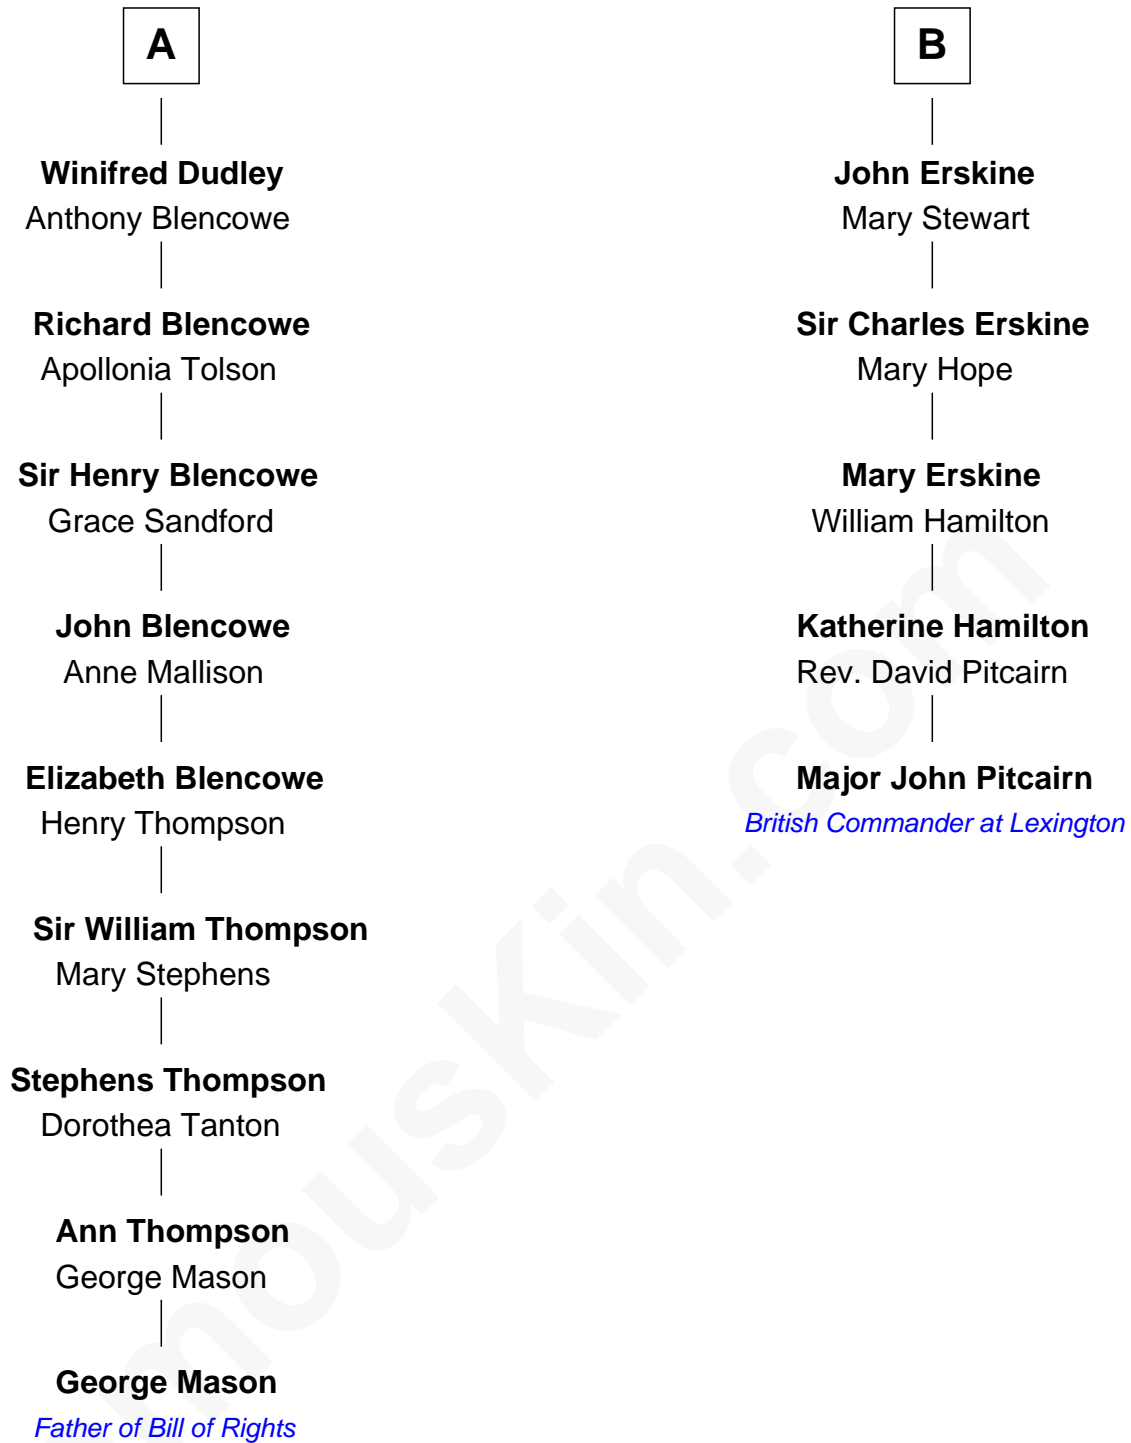 A
Winifred Dudley
Anthony Blencowe
Richard Blencowe
Apollonia Tolson
Sir Henry Blencowe
Grace Sandford
John Blencowe
Anne Mallison
Elizabeth Blencowe
Henry Thompson
Sir William Thompson
Mary Stephens
Stephens Thompson
Dorothea Tanton
Ann Thompson
George Mason
George Mason
Father of Bill of Rights
B
John Erskine
Mary Stewart
Sir Charles Erskine
Mary Hope
Mary Erskine
William Hamilton
Katherine Hamilton
Rev. David Pitcairn
Major John Pitcairn
British Commander at Lexington
mouskin.com